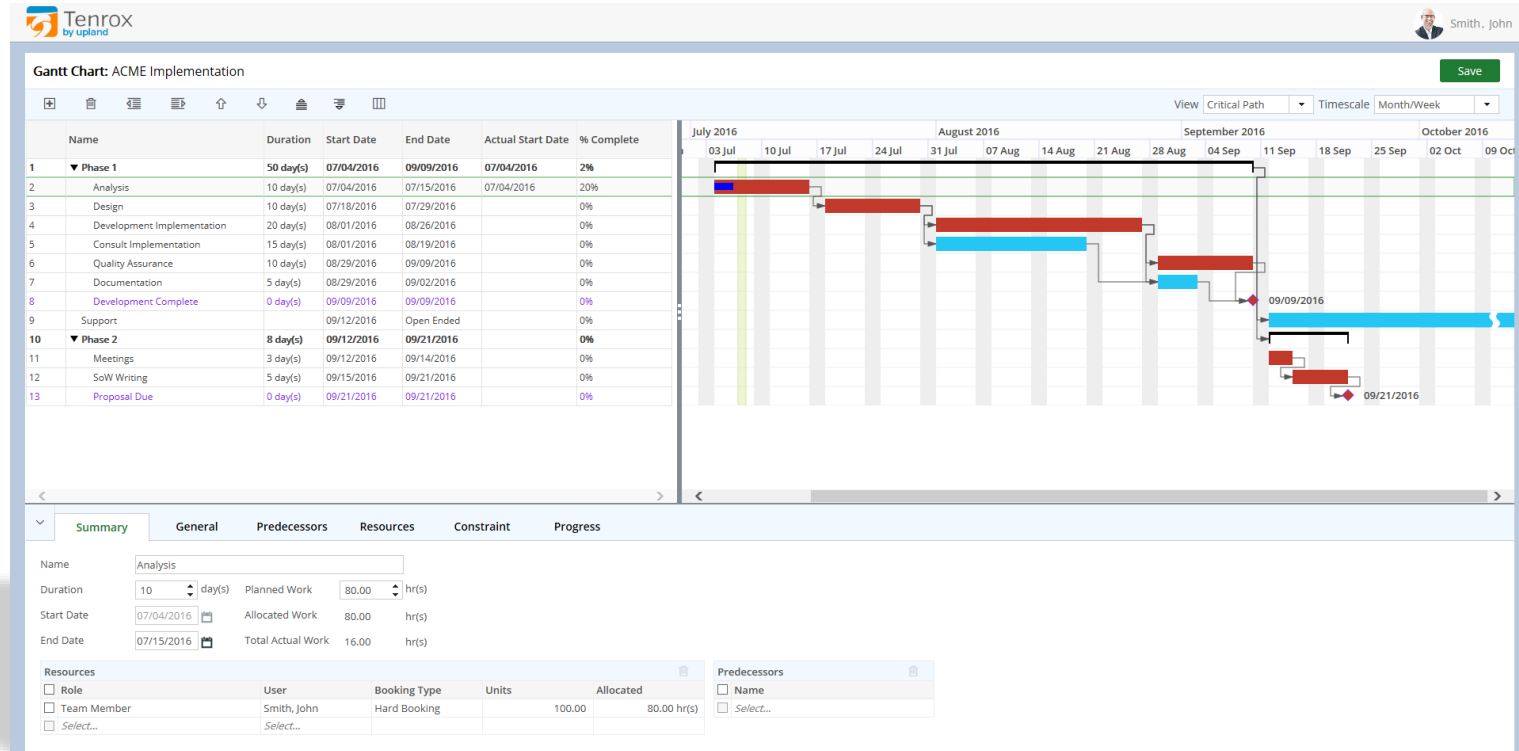 Tenrox
by upland
Smith, John
Gantt Chart: ACME Implementation
Save
View Critical Path Timescale Month/Week
Name Duration Start Date End Date Actual Start Date % Complete
July 2016 August 2016 September 2016 October 2016
03 Jul 10 Jul 17 Jul 24 Jul 31 Jul 07 Aug 14 Aug 21 Aug 28 Aug 04 Sep 11 Sep 18 Sep 25 Sep 02 Oct 09 Oct
1 Phase 1 50 day(s) 07/04/2016 09/09/2016 07/04/2016 2%
2 Analysis 10 day(s) 07/04/2016 07/15/2016 07/04/2016 20%
3 Design 10 day(s) 07/18/2016 07/29/2016 0%
4 Development Implementation 20 day(s) 08/01/2016 08/26/2016 0%
5 Consult Implementation 15 day(s) 08/01/2016 08/19/2016 0%
6 Quality Assurance 10 day(s) 08/29/2016 09/09/2016 0%
7 Documentation 5 day(s) 08/29/2016 09/02/2016 0%
8 Development Complete 0 day(s) 09/09/2016 09/09/2016 0% 09/09/2016
9 Support 09/12/2016 Open Ended 0%
10 Phase 2 8 day(s) 09/12/2016 09/21/2016 0%
11 Meetings 3 day(s) 09/12/2016 09/14/2016 0%
12 SoW Writing 5 day(s) 09/15/2016 09/21/2016 0%
13 Proposal Due 0 day(s) 09/21/2016 09/21/2016 0% 09/21/2016
Summary General Predecessors Resources Constraint Progress
Name Analysis
Duration 10 day(s) Planned Work 80.00 hr(s)
Start Date 07/04/2016 Allocated Work 80.00 hr(s)
End Date 07/15/2016 Total Actual Work 16.00 hr(s)
Resources Predecessors
Role User Booking Type Units Allocated Name
Team Member Smith, John Hard Booking 100.00 80.00 hr(s) Select...
Select... Select...